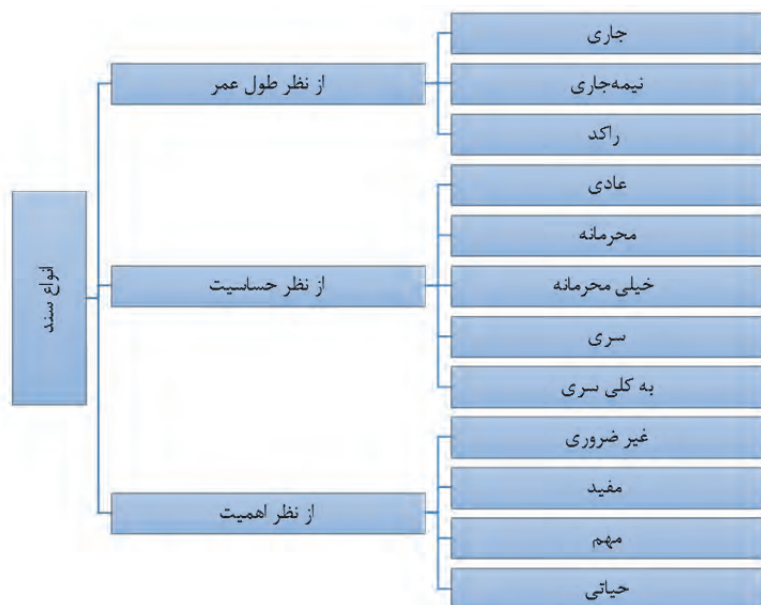 انواع سند
از نظر طول عمر
جاری
نیمه‌جاری
راکد
از نظر حساسیت
عادی
محرمانه
خیلی محرمانه
سری
به کلی سری
از نظر اهمیت
غیر ضروری
مفید
مهم
حیاتی